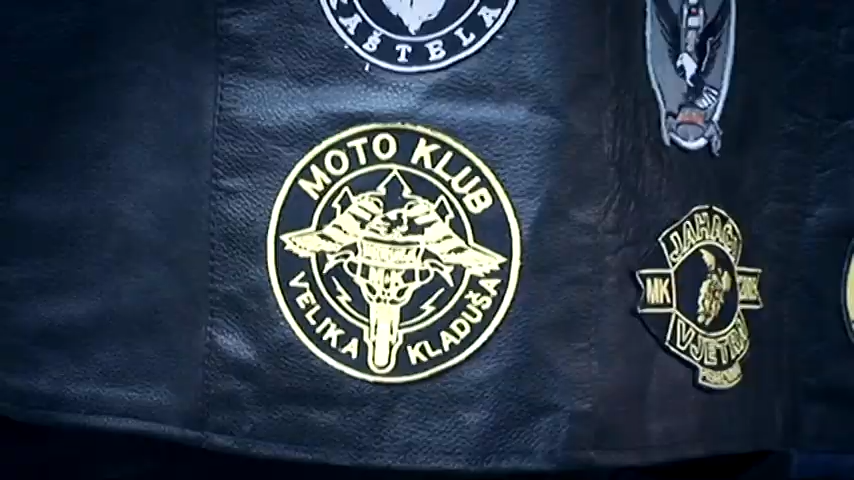 KAŠTELA
MOTO KLUB
VELIKA KLADUŠA
JAHAČI
MK
VJETRA